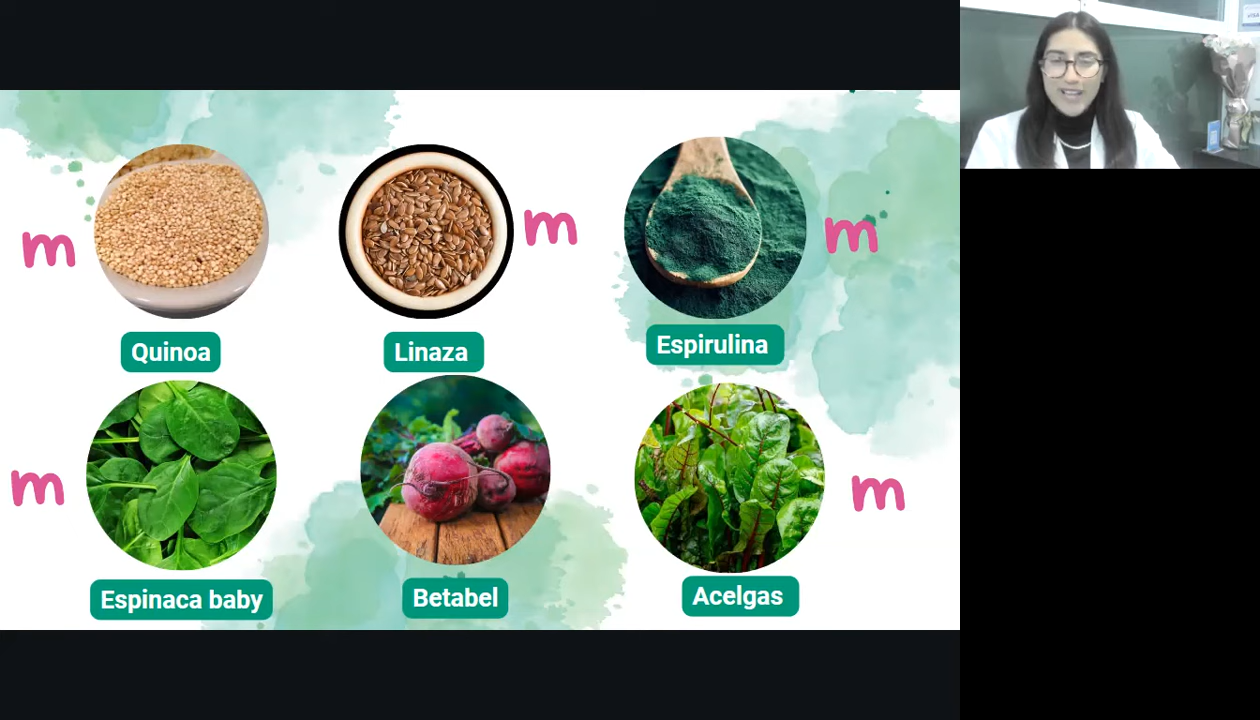 m
m
m
Quinoa
Linaza
Espirulina
m
m
Espinaca baby
Betabel
Acelgas